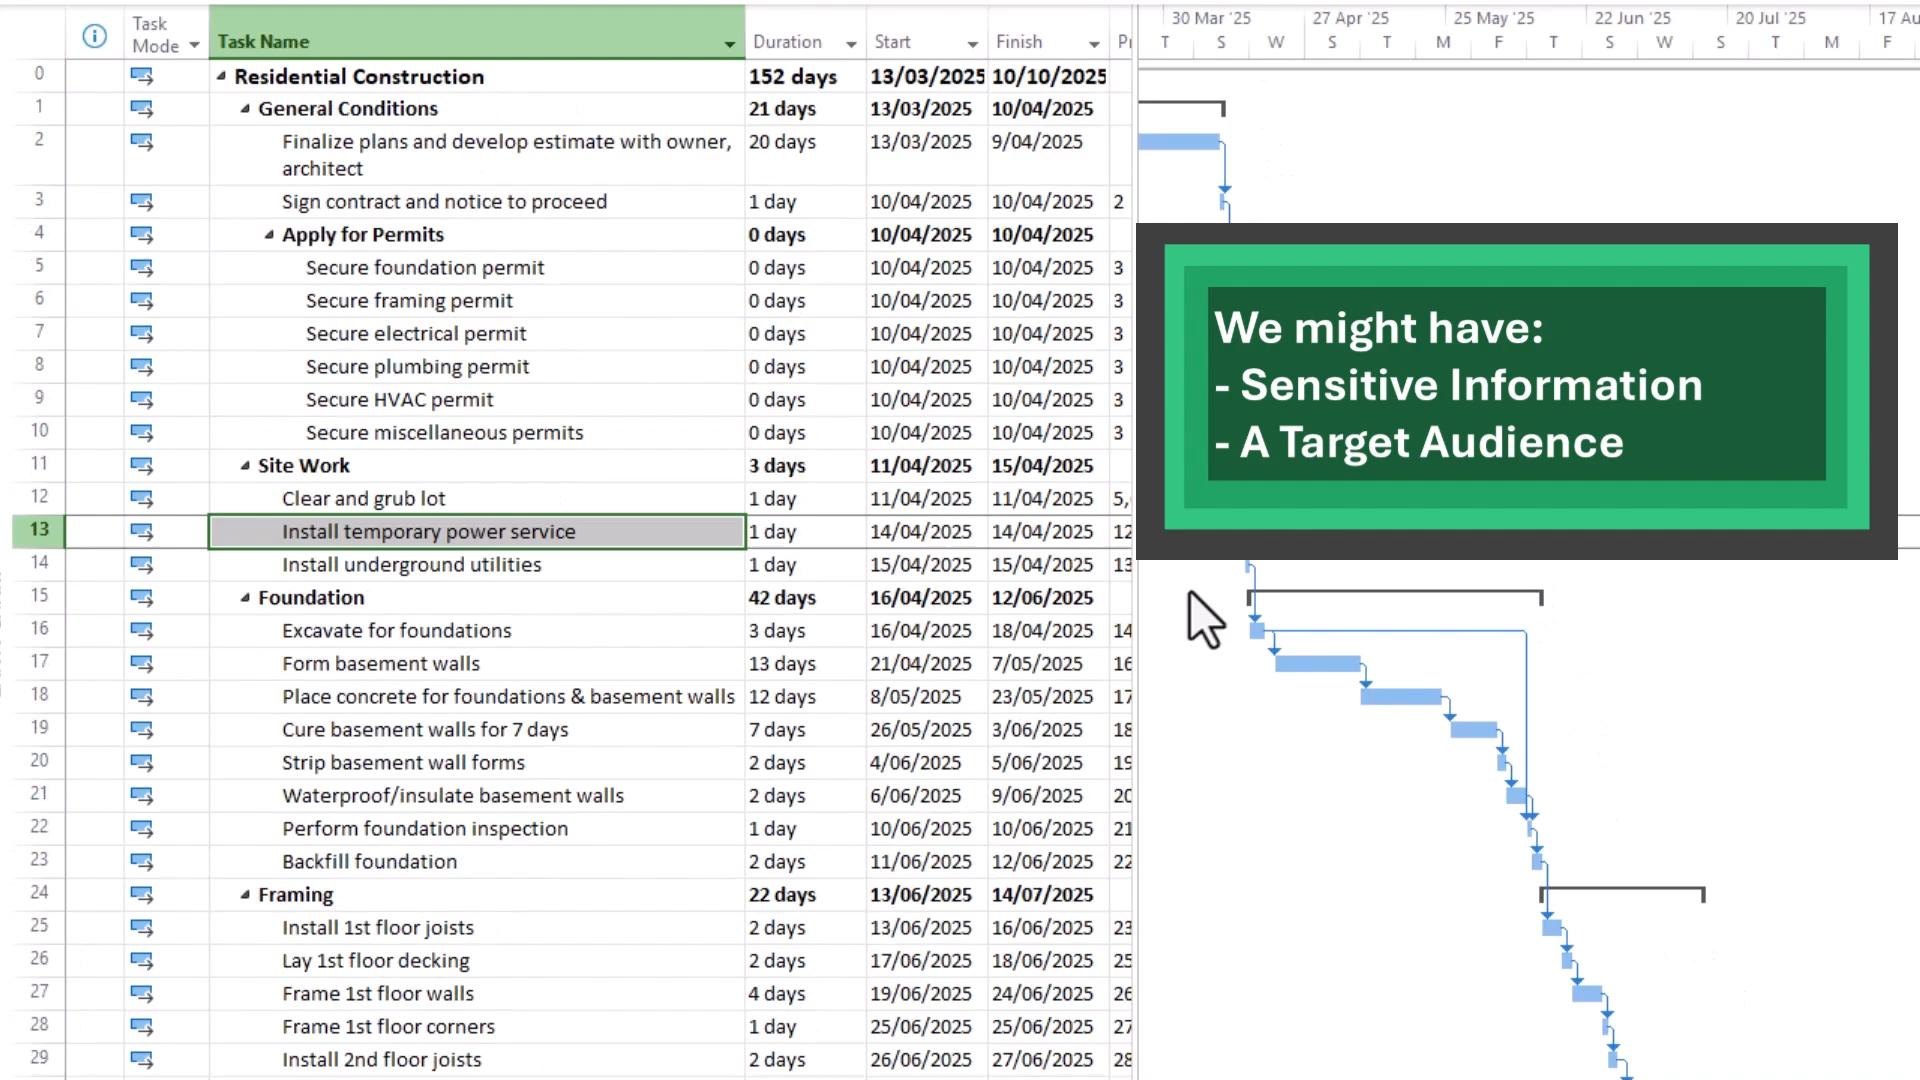 Task Mode Task Name Duration Start Finish 30 Mar '25 27 Apr '25 25 May '25 22 Jun '25 20 Jul '25
T S W S T M F T S W S T M F
0 Residential Construction 152 days 13/03/2025 10/10/2025
1 General Conditions 21 days 13/03/2025 10/04/2025
2 Finalize plans and develop estimate with owner, architect 20 days 13/03/2025 9/04/2025
3 Sign contract and notice to proceed 1 day 10/04/2025 10/04/2025 2
4 Apply for Permits 0 days 10/04/2025 10/04/2025
5 Secure foundation permit 0 days 10/04/2025 10/04/2025 3
6 Secure framing permit 0 days 10/04/2025 10/04/2025 3
7 Secure electrical permit 0 days 10/04/2025 10/04/2025 3
8 Secure plumbing permit 0 days 10/04/2025 10/04/2025 3
9 Secure HVAC permit 0 days 10/04/2025 10/04/2025 3
10 Secure miscellaneous permits 0 days 10/04/2025 10/04/2025 3
11 Site Work 3 days 11/04/2025 15/04/2025
12 Clear and grub lot 1 day 11/04/2025 11/04/2025 5,
13 Install temporary power service 1 day 14/04/2025 14/04/2025 12
14 Install underground utilities 1 day 15/04/2025 15/04/2025 13
15 Foundation 42 days 16/04/2025 12/06/2025
16 Excavate for foundations 3 days 16/04/2025 18/04/2025 14
17 Form basement walls 13 days 21/04/2025 7/05/2025 16
18 Place concrete for foundations & basement walls 12 days 8/05/2025 23/05/2025 17
19 Cure basement walls for 7 days 7 days 26/05/2025 3/06/2025 18
20 Strip basement wall forms 2 days 4/06/2025 5/06/2025 19
21 Waterproof/insulate basement walls 2 days 6/06/2025 9/06/2025 20
22 Perform foundation inspection 1 day 10/06/2025 10/06/2025 21
23 Backfill foundation 2 days 11/06/2025 12/06/2025 22
24 Framing 22 days 13/06/2025 14/07/2025
25 Install 1st floor joists 2 days 13/06/2025 16/06/2025 23
26 Lay 1st floor decking 2 days 17/06/2025 18/06/2025 25
27 Frame 1st floor walls 4 days 19/06/2025 24/06/2025 26
28 Frame 1st floor corners 1 day 25/06/2025 25/06/2025 27
29 Install 2nd floor joists 2 days 26/06/2025 27/06/2025 28
We might have:
- Sensitive Information
- A Target Audience